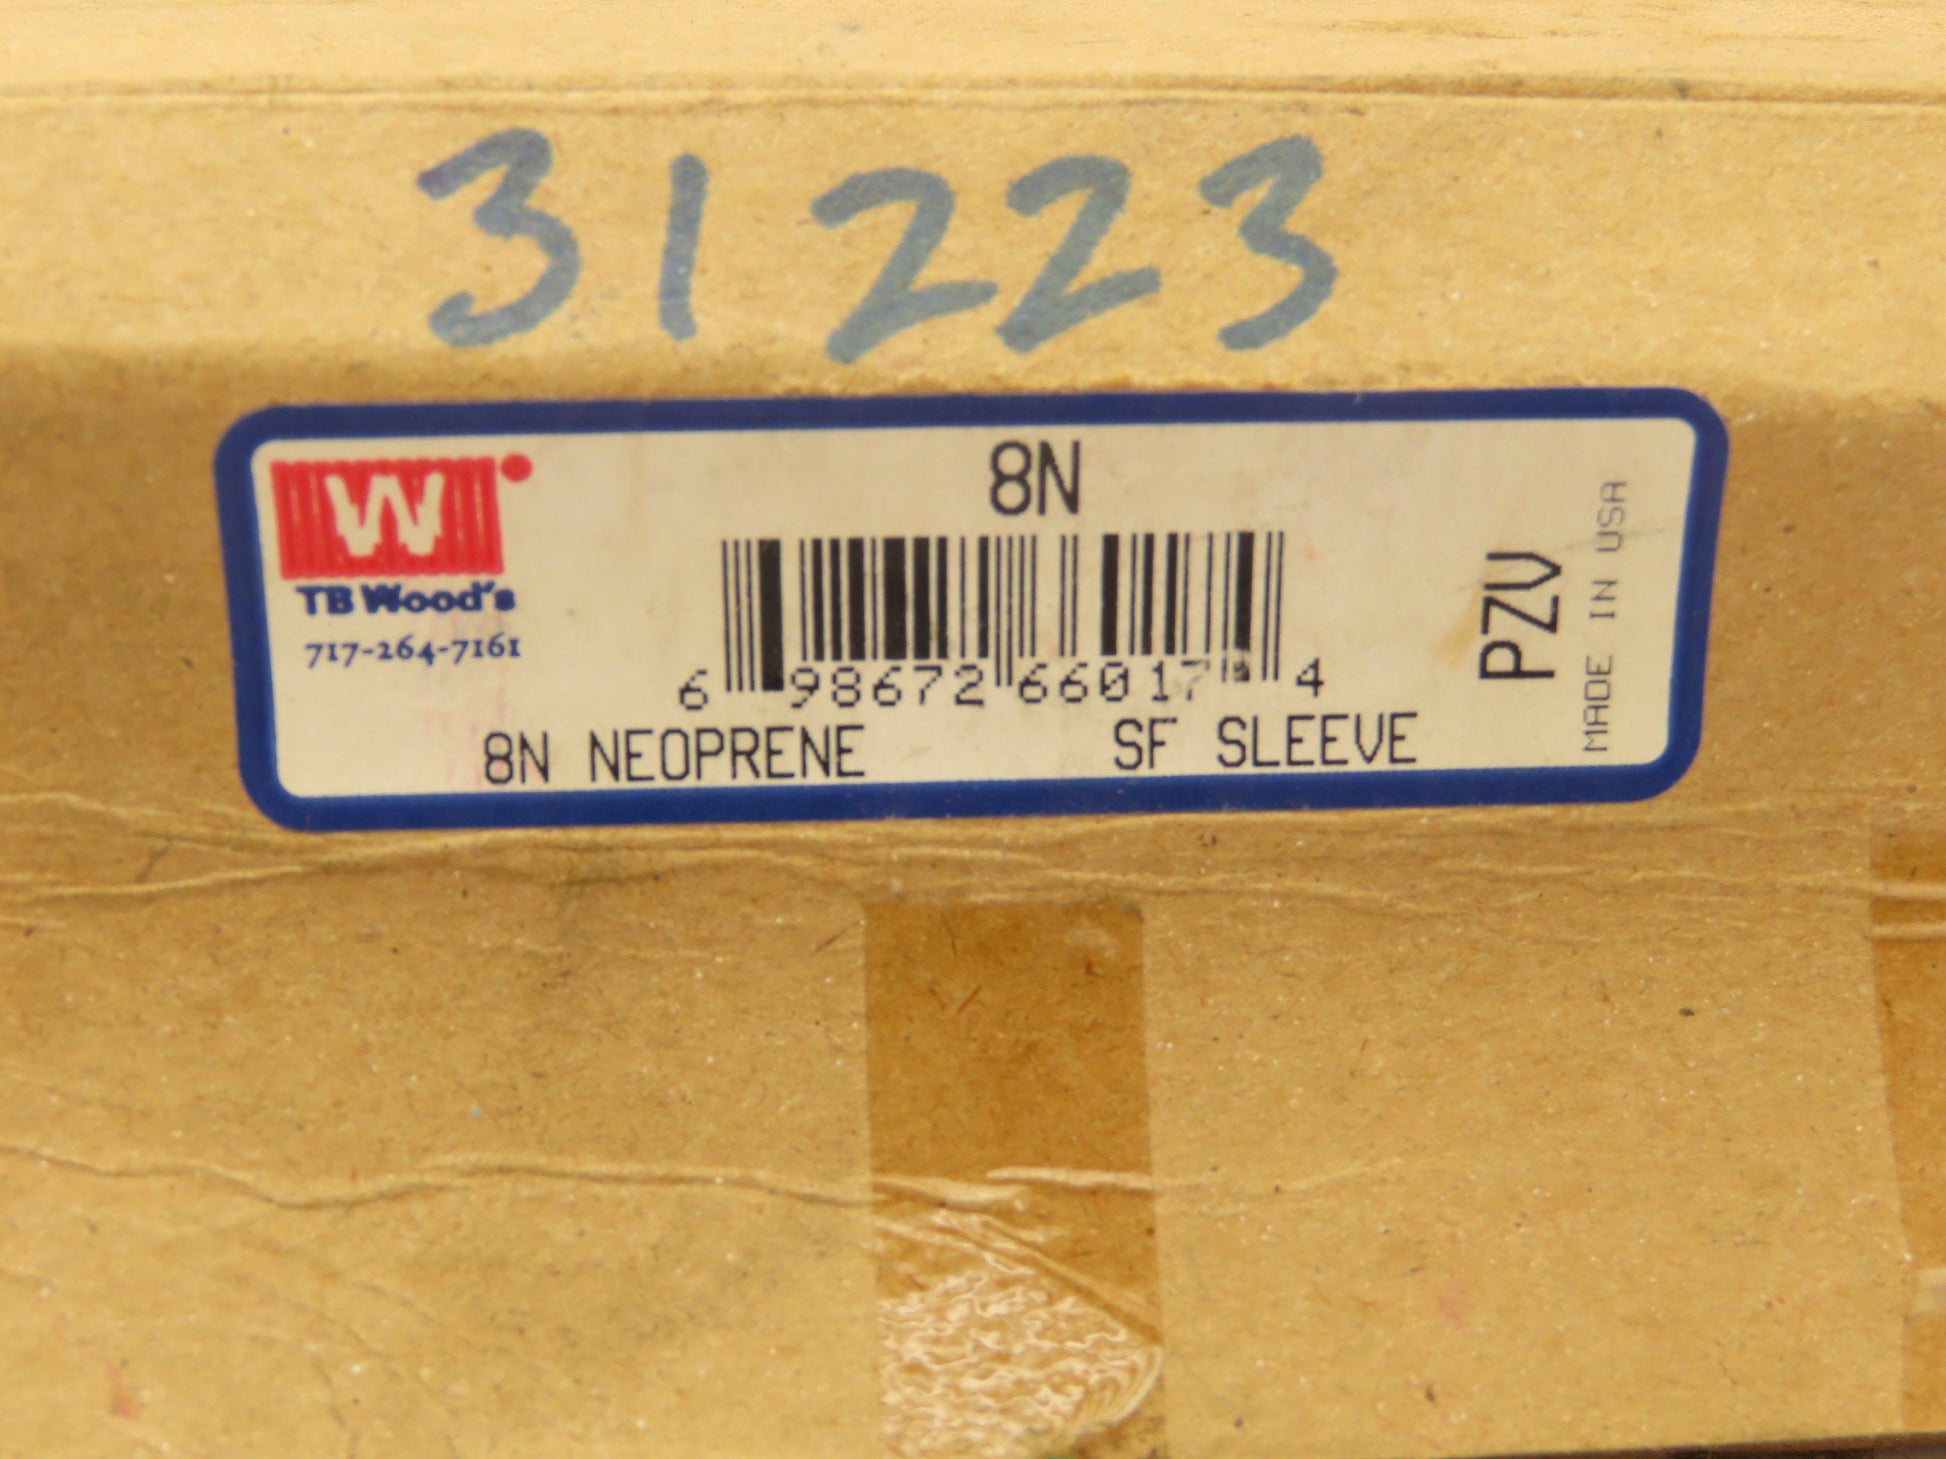 31223
8N
W
TB Wood's
717-264-7161
6 98672 66017 4
8N NEOPRENE SF SLEEVE
PZV
MADE IN USA